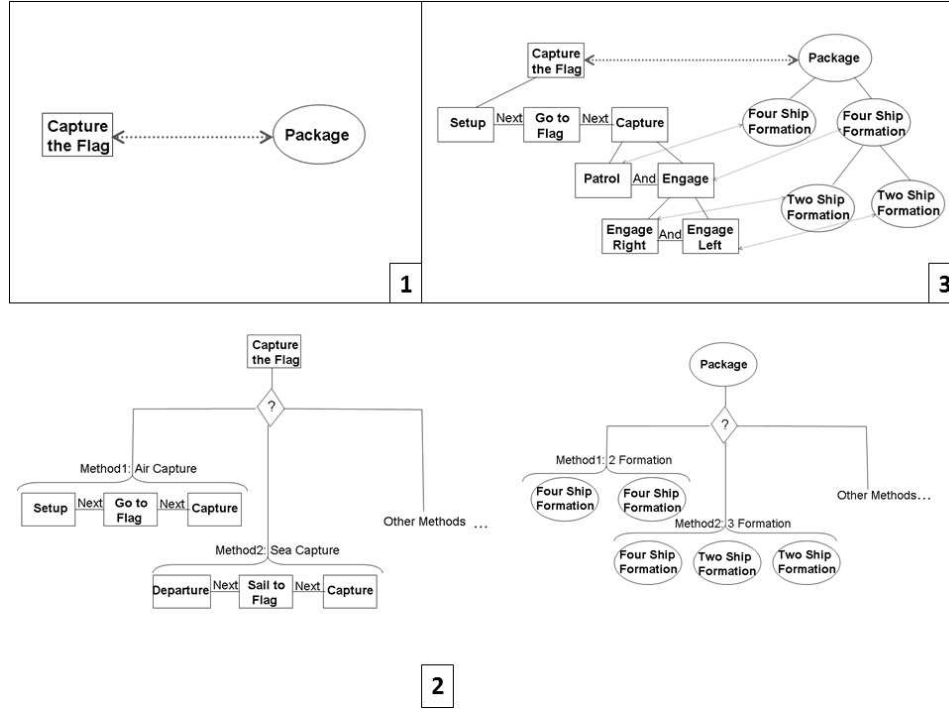 Capture
the Flag
Package
1
Capture
the Flag
Package
Setup
Next
Go to
Flag
Next
Capture
Four Ship
Formation
Four Ship
Formation
Patrol
And
Engage
Two Ship
Formation
Two Ship
Formation
Engage
Right
And
Engage
Left
3
Capture
the Flag
?
Method1: Air Capture
Setup
Next
Go to
Flag
Next
Capture
Method2: Sea Capture
Departure
Next
Sail to
Flag
Next
Capture
Other Methods ...
Package
?
Method1: 2 Formation
Four Ship
Formation
Four Ship
Formation
Method2: 3 Formation
Four Ship
Formation
Two Ship
Formation
Two Ship
Formation
Other Methods...
2